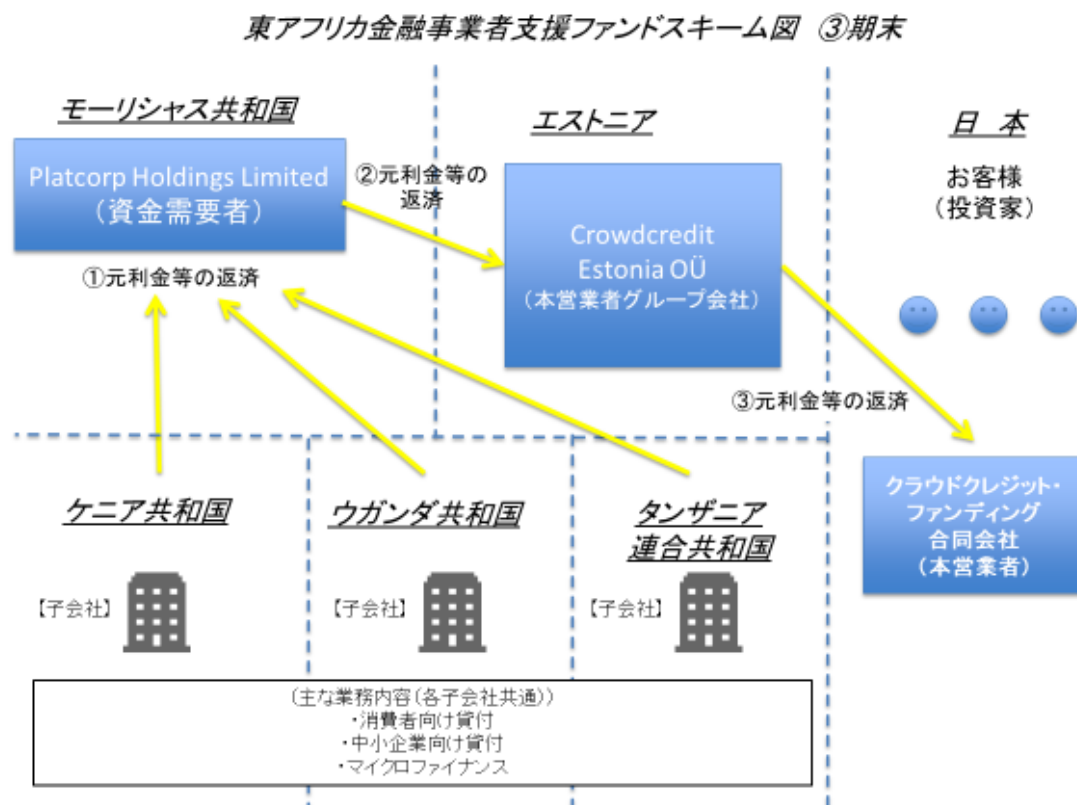 東アフリカ金融事業者支援ファンドスキーム図 ③期末
モーリシャス共和国
Platcorp Holdings Limited
（資金需要者）
①元利金等の返済
②元利金等の
返済
エストニア
Crowdcredit
Estonia OÜ
（本営業者グループ会社）
③元利金等の返済
日 本
お客様
（投資家）
クラウドクレジット・
ファンディング
合同会社
（本営業者）
ケニア共和国
【子会社】
ウガンダ共和国
【子会社】
タンザニア
連合共和国
【子会社】
（主な業務内容（各子会社共通））
・消費者向け貸付
・中小企業向け貸付
・マイクロファイナンス